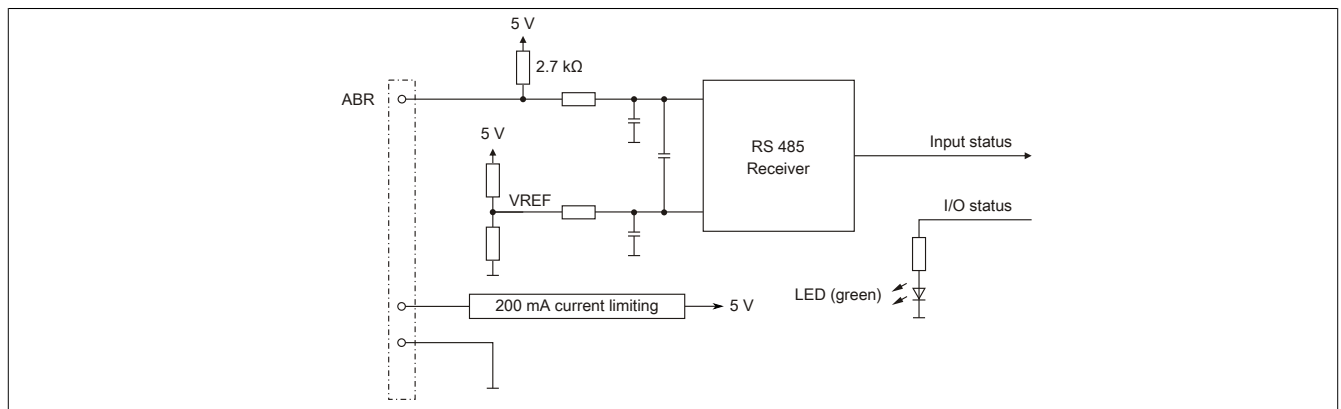 5 V
2.7 kΩ
ABR
5 V
VREF
RS 485
Receiver
Input status
I/O status
LED (green)
200 mA current limiting
5 V